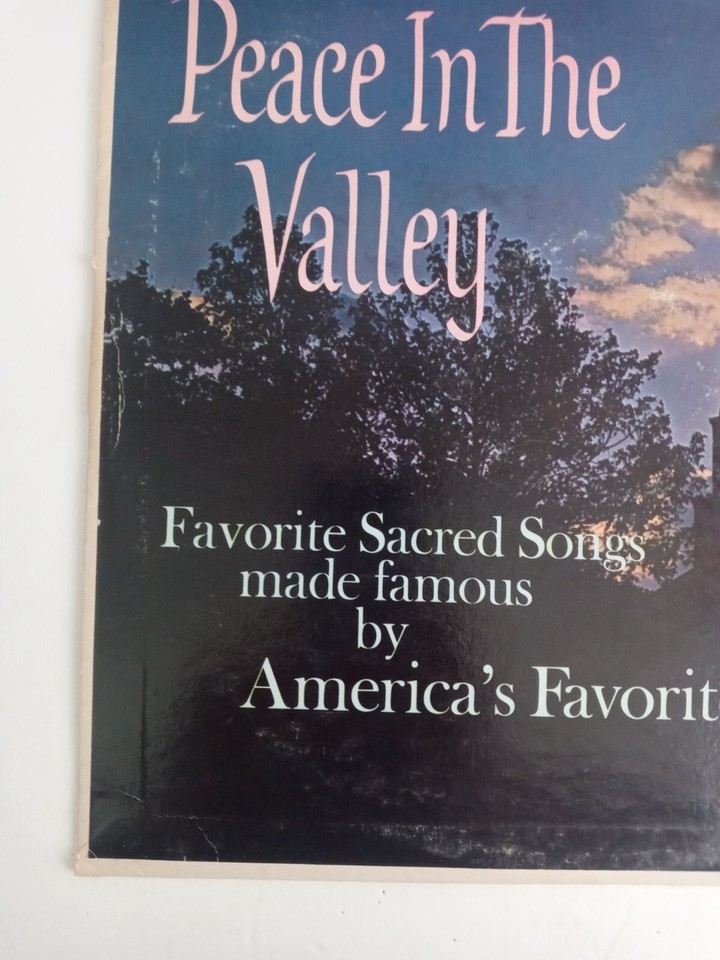 Peace In The
Valley
Favorite Sacred Songs
made famous
by
America's Favorit